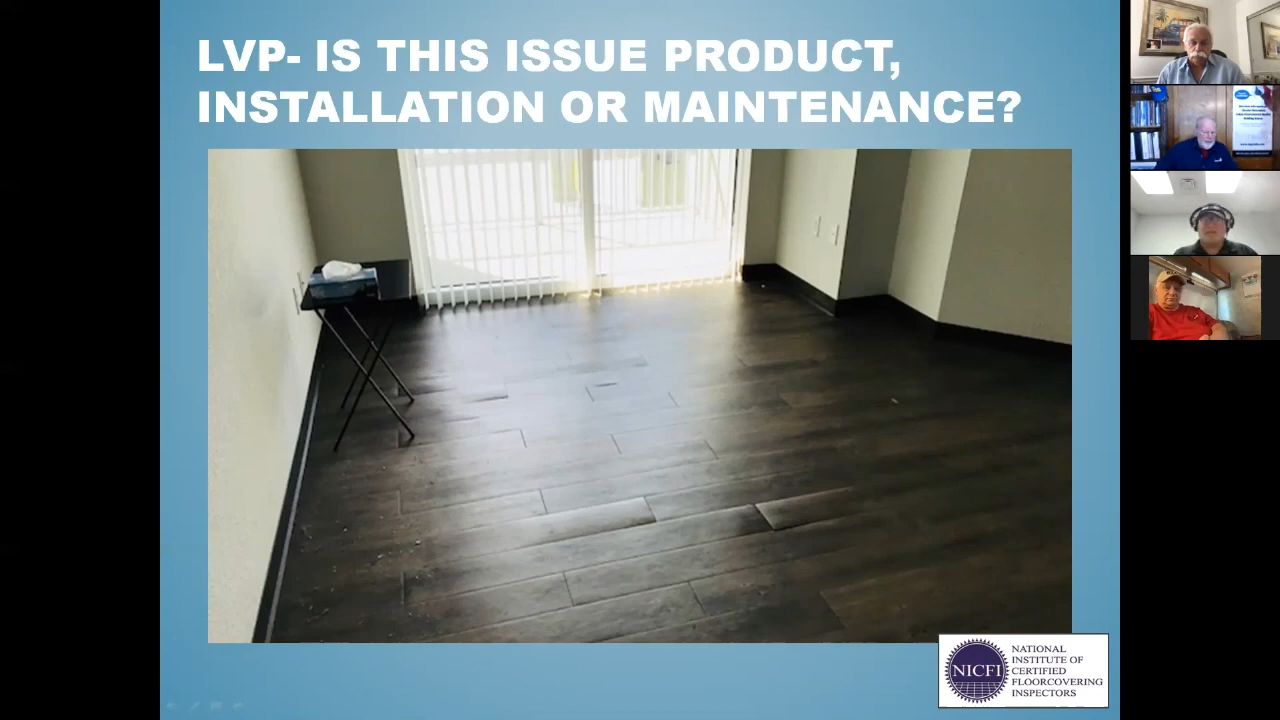 LVP- IS THIS ISSUE PRODUCT,
INSTALLATION OR MAINTENANCE?
NICFI
NATIONAL
INSTITUTE OF
CERTIFIED
FLOORCOVERING
INSPECTORS